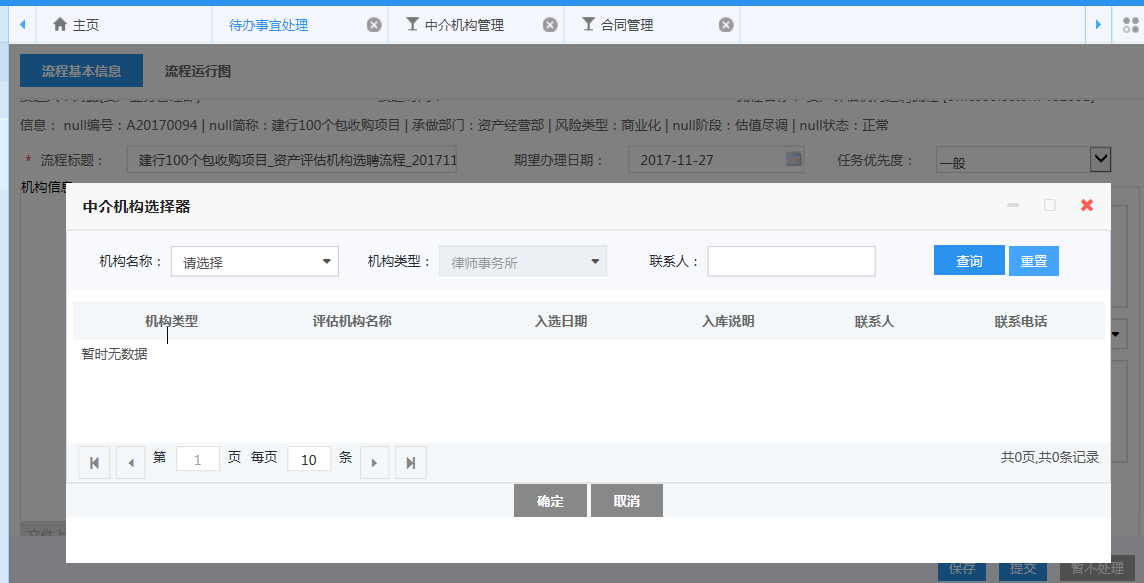 主页 待办事宜处理 中介机构管理 合同管理
流程基本信息 流程运行图
信息： null编号：A20170094 | null简称：建行100个包收购项目 | 承做部门：资产经营部 | 风险类型：商业化 | null阶段：估值尽调 | null状态：正常
* 流程标题： 建行100个包收购项目_资产评估机构选聘流程_201711 期望办理日期： 2017-11-27 任务优先度： 一般
机构信息
中介机构选择器
机构名称： 请选择 机构类型： 律师事务所 联系人： 查询 重置
机构类型 评估机构名称 入选日期 入库说明 联系人 联系电话
暂时无数据
第 1 页 每页 10 条 共0页,共0条记录
确定 取消
保存 提交 暂不处理